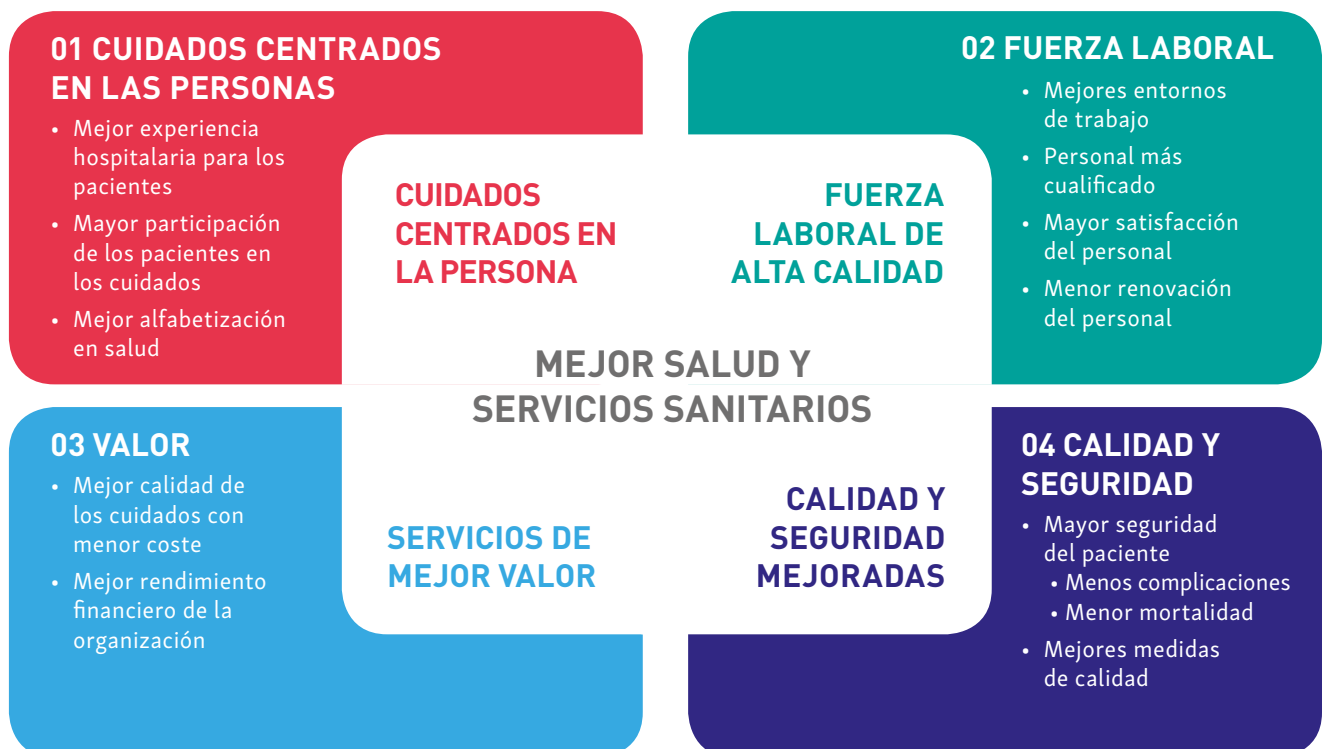 01 CUIDADOS CENTRADOS
EN LAS PERSONAS
• Mejor experiencia
hospitalaria para los
pacientes
• Mayor participación
de los pacientes en
los cuidados
• Mejor alfabetización
en salud
02 FUERZA LABORAL
• Mejores entornos
de trabajo
• Personal más
cualificado
• Mayor satisfacción
del personal
• Menor renovación
del personal
CUIDADOS
CENTRADOS EN
LA PERSONA
FUERZA
LABORAL DE
ALTA CALIDAD
MEJOR SALUD Y
SERVICIOS SANITARIOS
03 VALOR
• Mejor calidad de
los cuidados con
menor coste
• Mejor rendimiento
financiero de la
organización
SERVICIOS DE
MEJOR VALOR
CALIDAD Y
SEGURIDAD
MEJORADAS
04 CALIDAD Y
SEGURIDAD
• Mayor seguridad
del paciente
• Menos complicaciones
• Menor mortalidad
• Mejores medidas
de calidad